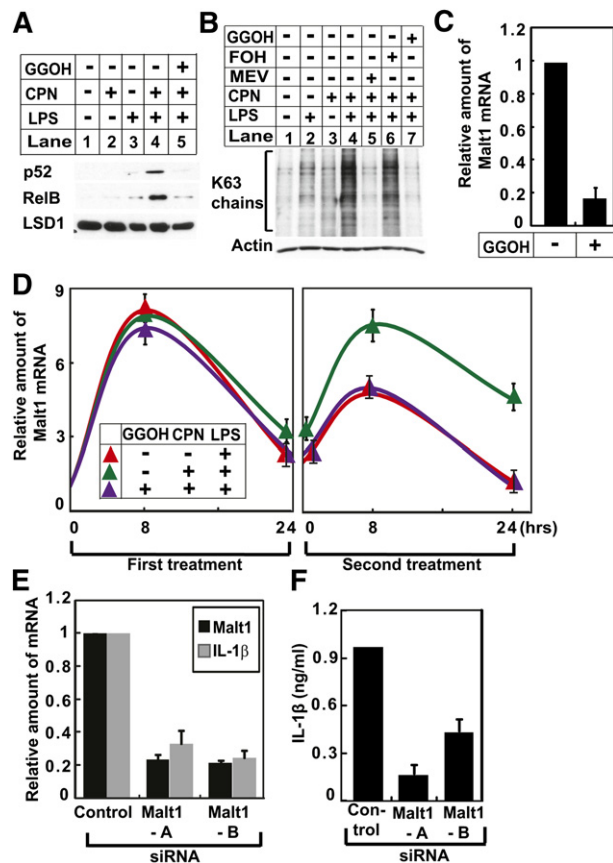 A
GGOH - - - - +
CPN - + - + +
LPS - - + + +
Lane 1 2 3 4 5
p52
RelB
LSD1
B
GGOH - - - - - - +
FOH - - - - - + -
MEV - - - - + - -
CPN - - + + + + +
LPS - + - + + + +
Lane 1 2 3 4 5 6 7
K63
chains
Actin
C
Relative amount of
Malt1 mRNA
1.2
1
0.8
0.6
0.4
0.2
0
GGOH - +
D
Relative amount of
Malt1 mRNA
9
6
3
0
GGOH CPN LPS
- - +
- + +
+ + +
0 8 24 0 8 24 (hrs)
First treatment Second treatment
E
Relative amount of mRNA
1.2
1
0.8
0.6
0.4
0.2
0
Malt1
IL-1β
Control Malt1 Malt1
- A - B
siRNA
F
IL-1β (ng/ml)
1.2
0.9
0.6
0.3
0
Con- Malt1 Malt1
trol - A - B
siRNA